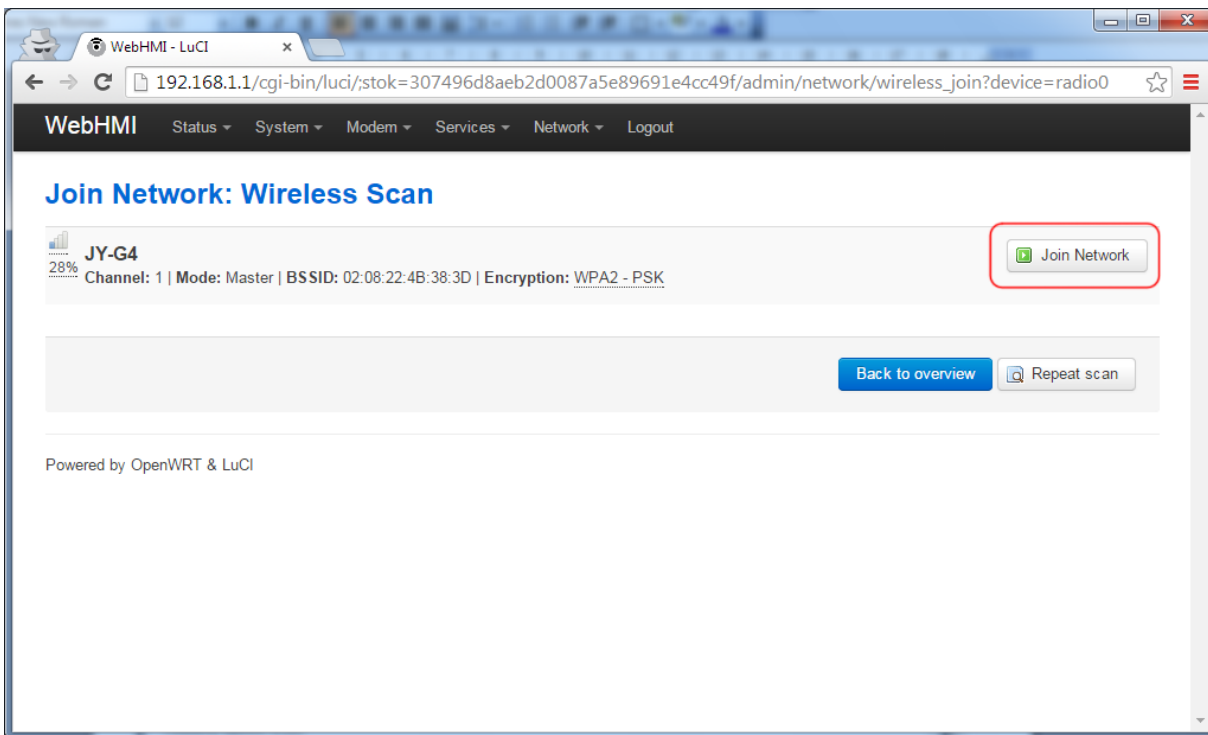 WebHMI - LuCI
192.168.1.1/cgi-bin/luci/;stok=307496d8aeb2d0087a5e89691e4cc49f/admin/network/wireless_join?device=radio0
WebHMI Status System Modem Services Network Logout
Join Network: Wireless Scan
JY-G4
28%
Channel: 1 | Mode: Master | BSSID: 02:08:22:4B:38:3D | Encryption: WPA2 - PSK
Join Network
Back to overview
Repeat scan
Powered by OpenWRT & LuCI